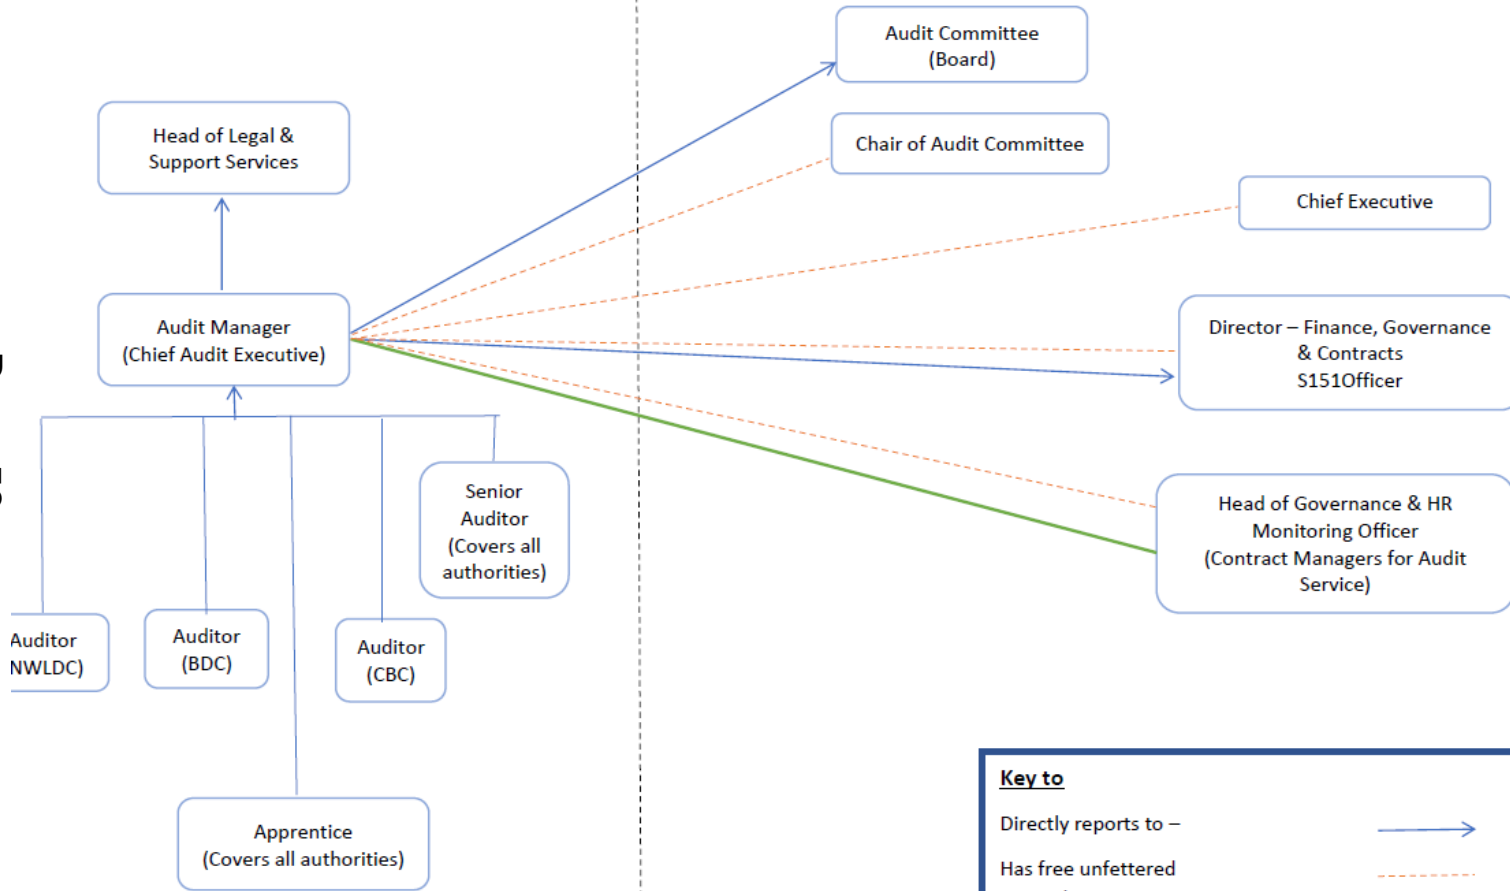 Audit Committee
(Board)
Head of Legal &
Support Services
Chair of Audit Committee
Chief Executive
Audit Manager
(Chief Audit Executive)
Director – Finance, Governance
& Contracts
S151Officer
Senior
Auditor
(Covers all
authorities)
Head of Governance & HR
Monitoring Officer
(Contract Managers for Audit
Service)
Auditor
NWLDC)
Auditor
(BDC)
Auditor
(CBC)
Apprentice
(Covers all authorities)
Key to
Directly reports to –
Has free unfettered